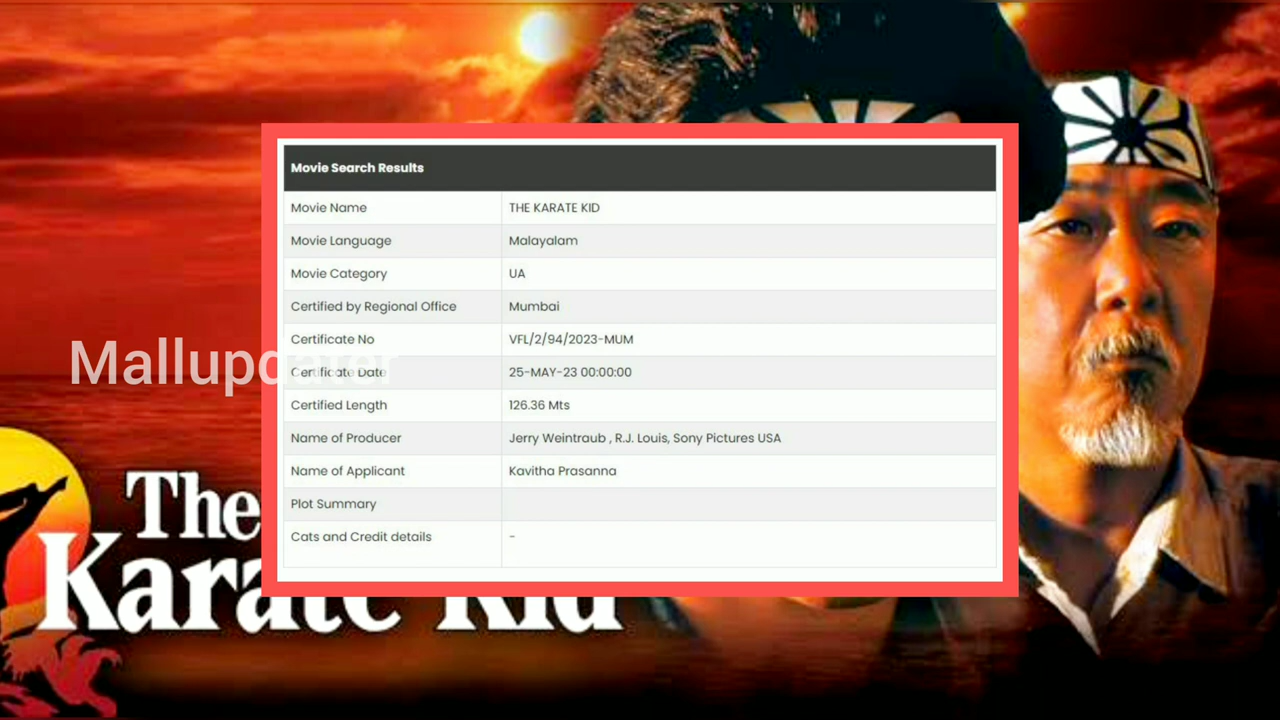 Movie Search Results
Movie Name THE KARATE KID
Movie Language Malayalam
Movie Category UA
Certified by Regional Office Mumbai
Certificate No VFL/2/94/2023-MUM
Certificate Date 25-MAY-23 00:00:00
Certified Length 126.36 Mts
Name of Producer Jerry Weintraub , R.J. Louis, Sony Pictures USA
Name of Applicant Kavitha Prasanna
Plot Summary
Cats and Credit details -
Mallupdater
The
Karate Kid